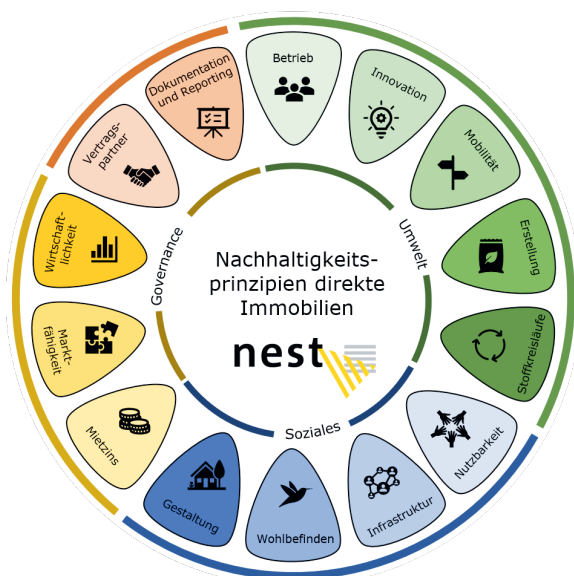 Nachhaltigkeits-
prinzipien direkte
Immobilien
nest
Umwelt
Soziales
Governance
Betrieb
Innovation
Mobilität
Erstellung
Stoffkreisläufe
Nutzbarkeit
Infrastruktur
Wohlbefinden
Gestaltung
Mietzins
Markt-
fähigkeit
Wirtschaft-
lichkeit
Vertrags-
partner
Dokumentation
und Reporting